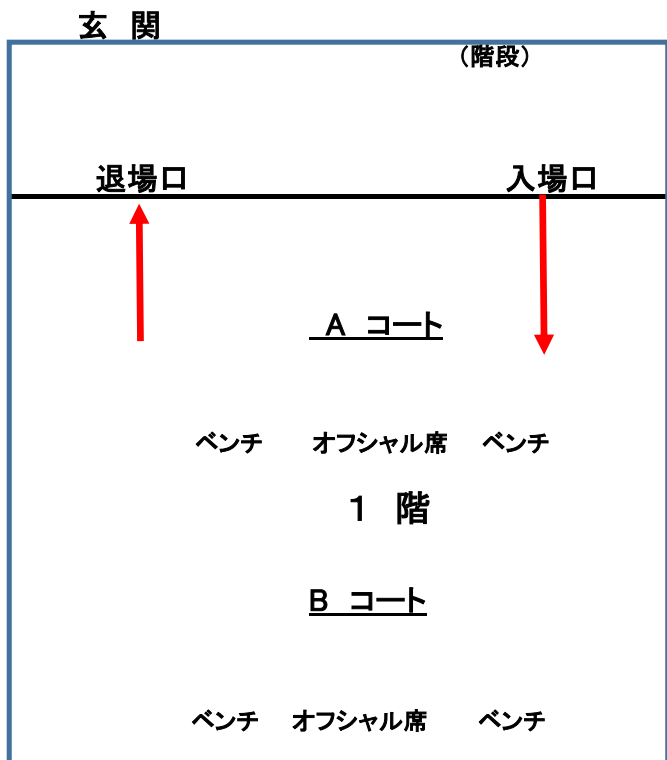 玄 関
（階段）
退場口 入場口
A コート
ベンチ オフシャル席 ベンチ
1 階
B コート
ベンチ オフシャル席 ベンチ